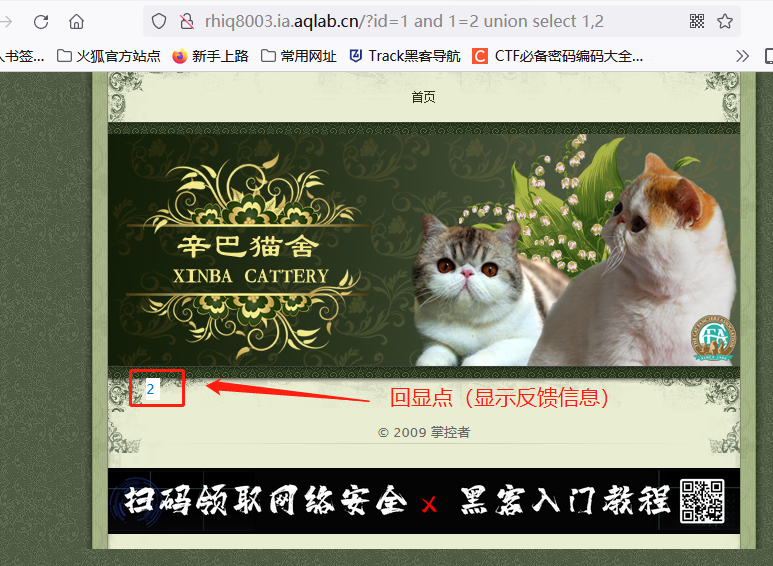 rhiq8003.ia.aqlab.cn/?id=1 and 1=2 union select 1,2
人书签... 火狐官方站点 新手上路 常用网址 Track黑客导航 CTF必备密码编码大全...
首页
辛巴猫舍
XINBA CATTERY
CFA
2
回显点（显示反馈信息）
© 2009 掌控者
扫码领取网络安全 x 黑客入门教程